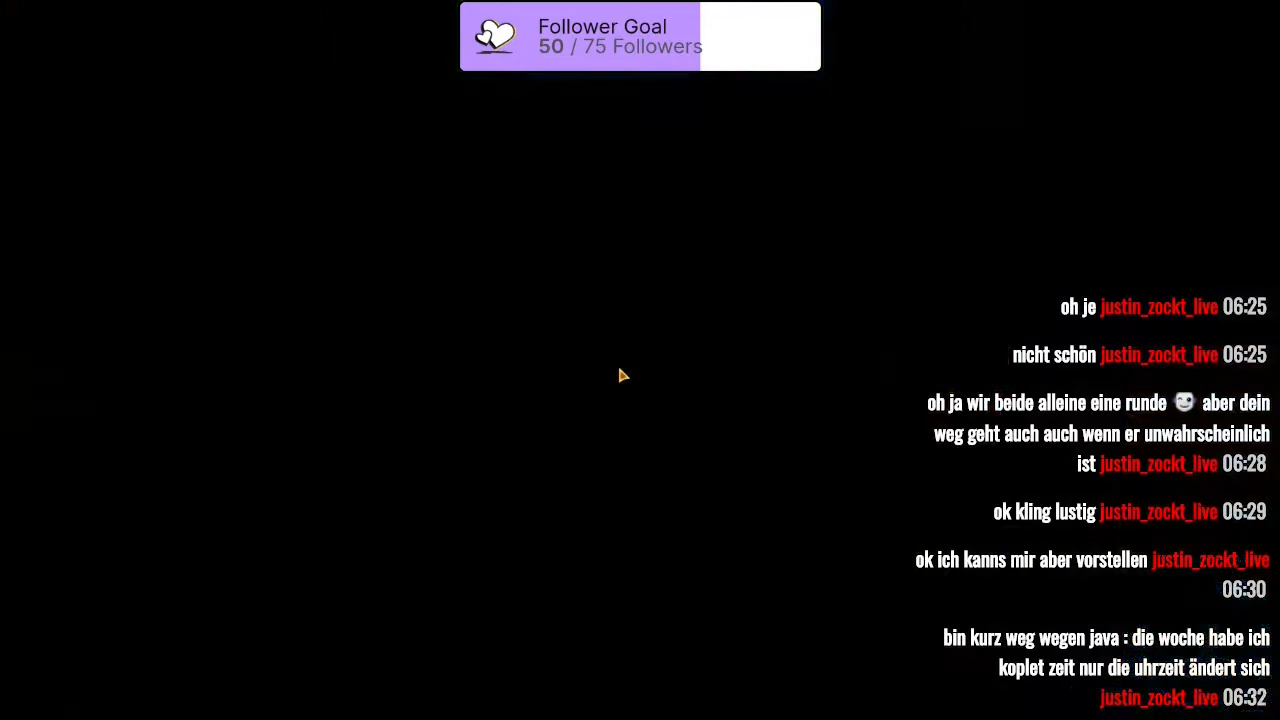 Follower Goal
50 / 75 Followers
oh je justin_zockt_live 06:25
nicht schön justin_zockt_live 06:25
oh ja wir beide alleine eine runde 😉 aber dein
weg geht auch auch wenn er unwahrscheinlich
ist justin_zockt_live 06:28
ok kling lustig justin_zockt_live 06:29
ok ich kanns mir aber vorstellen justin_zockt_live
06:30
bin kurz weg wegen java : die woche habe ich
koplet zeit nur die uhrzeit ändert sich
justin_zockt_live 06:32